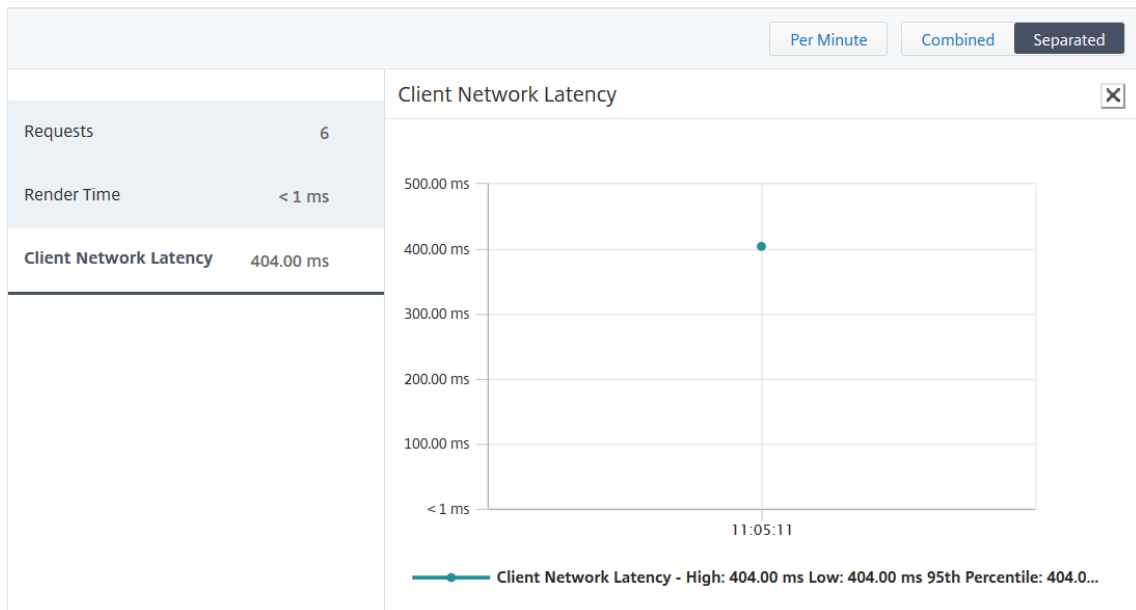 Per Minute
Combined
Separated
Requests 6
Render Time < 1 ms
Client Network Latency 404.00 ms
Client Network Latency
500.00 ms
400.00 ms
300.00 ms
200.00 ms
100.00 ms
< 1 ms
11:05:11
Client Network Latency - High: 404.00 ms Low: 404.00 ms 95th Percentile: 404.0...